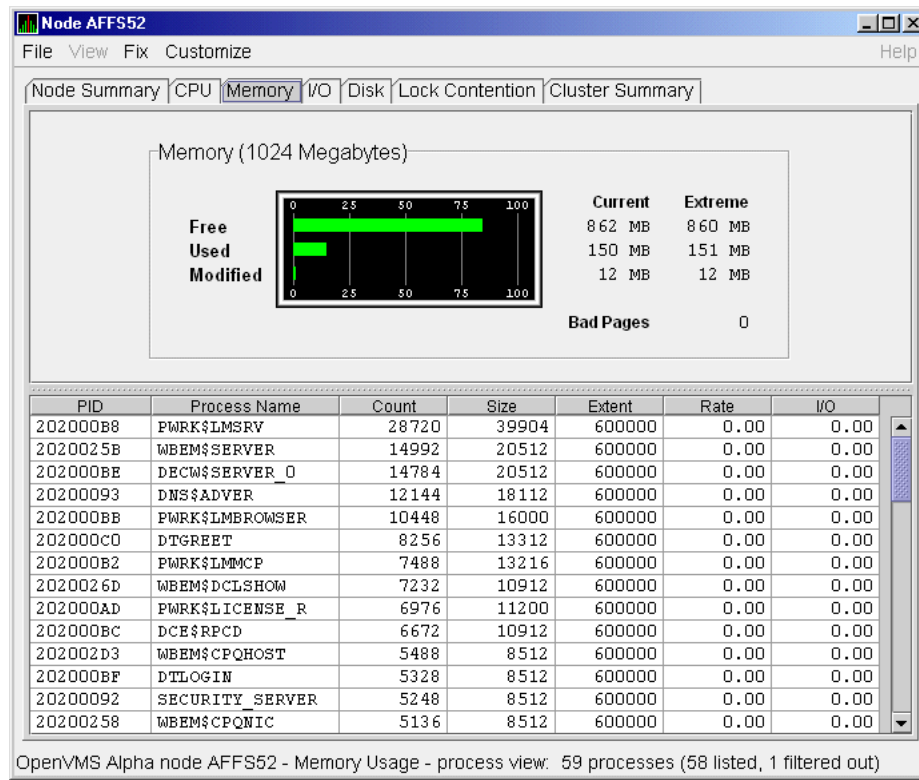 Node AFFS52
File View Fix Customize Help
Node Summary CPU Memory I/O Disk Lock Contention Cluster Summary
Memory (1024 Megabytes)
0 25 50 75 100
Current Extreme
Free 862 MB 860 MB
Used 150 MB 151 MB
Modified 12 MB 12 MB
0 25 50 75 100
Bad Pages 0
PID Process Name Count Size Extent Rate I/O
202000B8 PWRK$LMSRV 28720 39904 600000 0.00 0.00
2020025B WBEM$SERVER 14992 20512 600000 0.00 0.00
202000BE DECW$SERVER_0 14784 20512 600000 0.00 0.00
20200093 DNS$ADVER 12144 18112 600000 0.00 0.00
202000BB PWRK$LMBROWSER 10448 16000 600000 0.00 0.00
202000C0 DTGREET 8256 13312 600000 0.00 0.00
202000B2 PWRK$LMMCP 7488 13216 600000 0.00 0.00
2020026D WBEM$DCLSHOW 7232 10912 600000 0.00 0.00
202000AD PWRK$LICENSE_R 6976 11200 600000 0.00 0.00
202000BC DCE$RPCD 6672 10912 600000 0.00 0.00
202002D3 WBEM$CPQHOST 5488 8512 600000 0.00 0.00
202000BF DTLOGIN 5328 8512 600000 0.00 0.00
20200092 SECURITY_SERVER 5248 8512 600000 0.00 0.00
20200258 WBEM$CPQNIC 5136 8512 600000 0.00 0.00
OpenVMS Alpha node AFFS52 - Memory Usage - process view: 59 processes (58 listed, 1 filtered out)